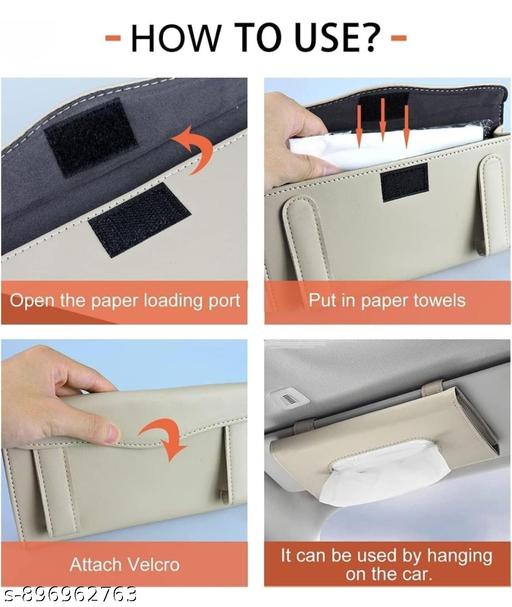 - HOW TO USE? -
Open the paper loading port
Put in paper towels
Attach Velcro
It can be used by hanging
on the car.
s-896962763